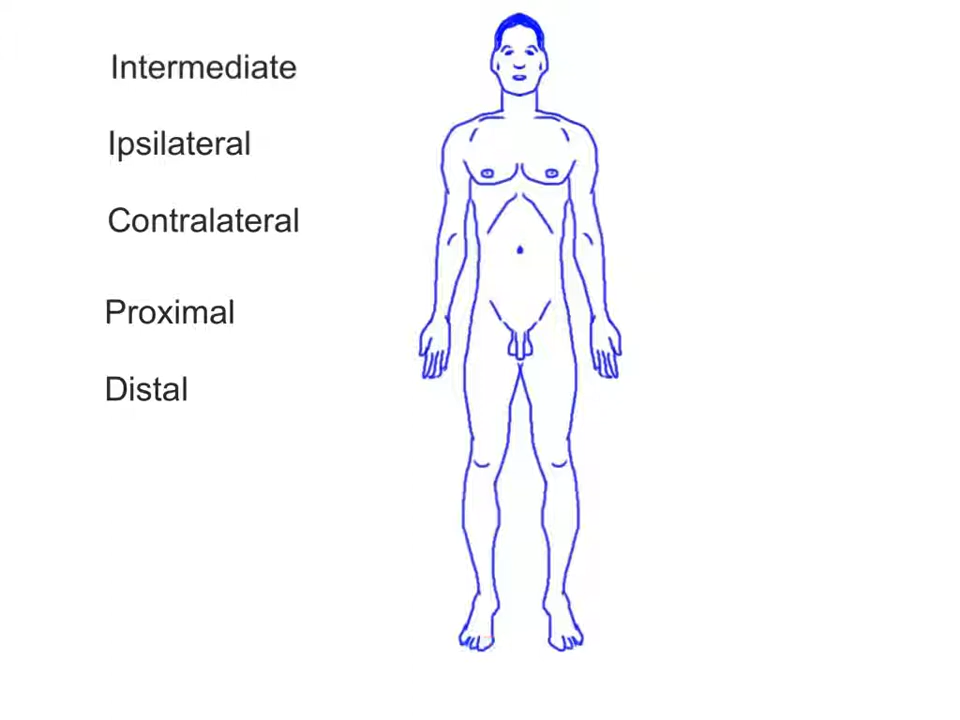 Intermediate
Ipsilateral
Contralateral
Proximal
Distal